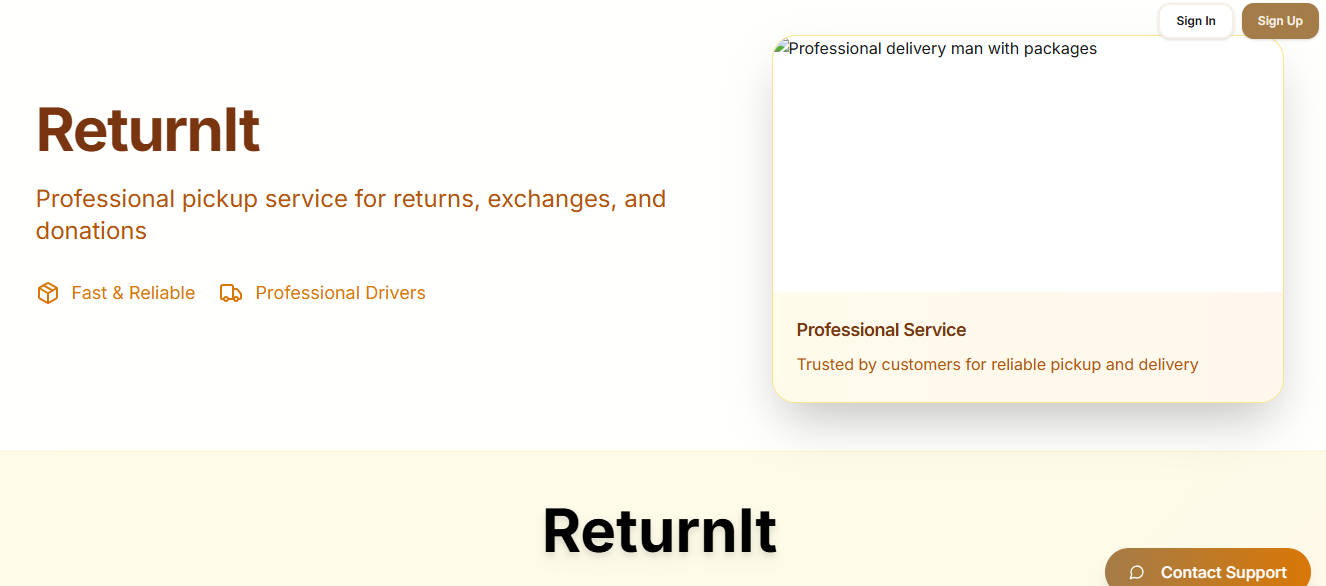 Sign In
Sign Up
Professional delivery man with packages
ReturnIt
Professional pickup service for returns, exchanges, and
donations
Fast & Reliable
Professional Drivers
Professional Service
Trusted by customers for reliable pickup and delivery
ReturnIt
Contact Support